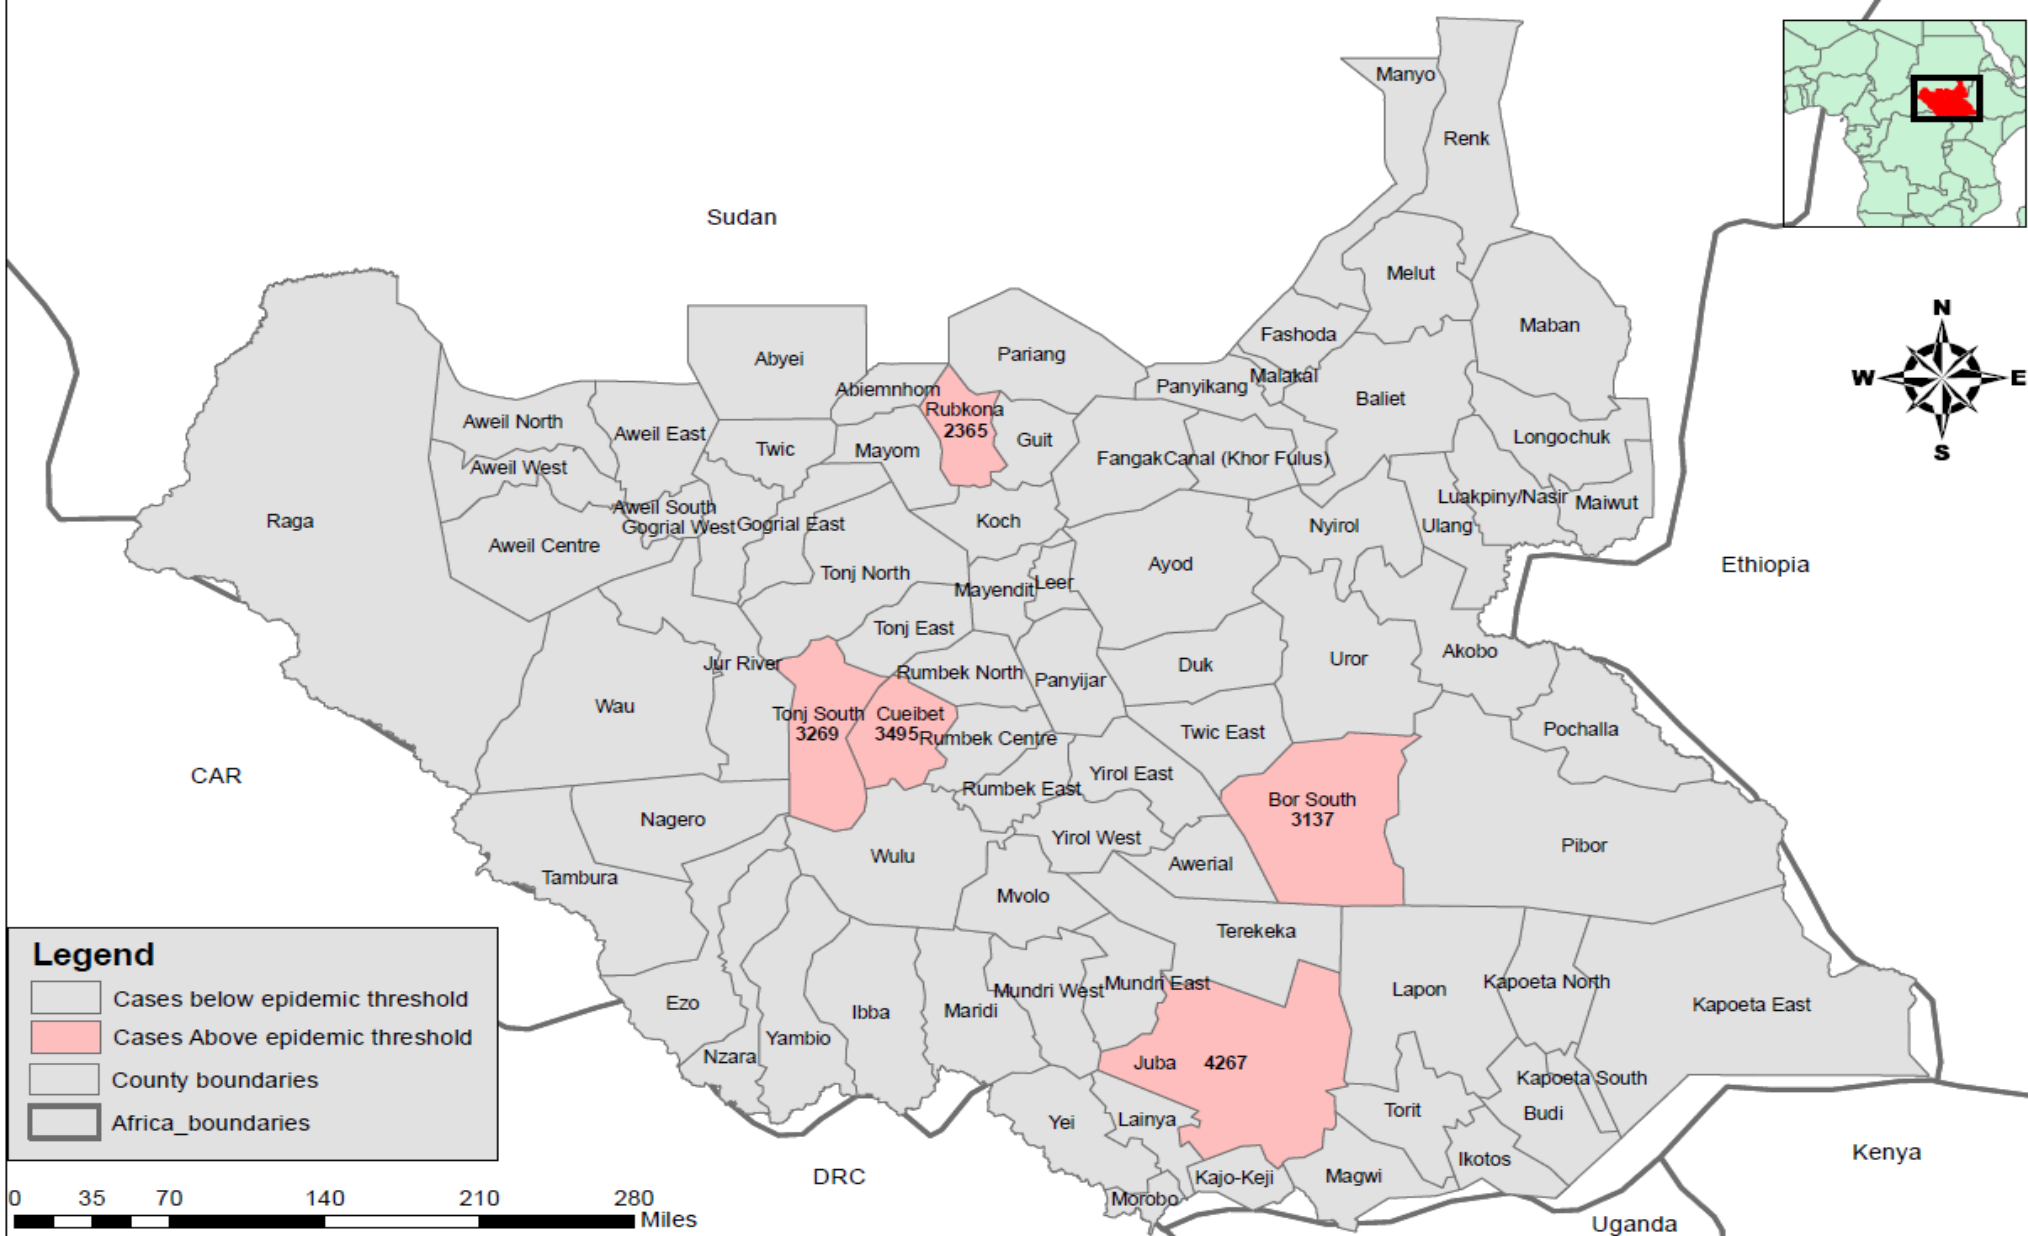 Manyo
Renk
Sudan
Melut
N
Maban
Fashoda
Abyei
Pariang
W
E
Abiemnhom
Panyikang
Malakal
Baliet
Rubkona
2365
Aweil North
Aweil East
Twic
Mayom
Guit
Longochuk
S
Fangak
Canal (Khor Fulus)
Aweil West
Luakpiny/Nasir
Maiwut
Aweil South
Gogrial West
Gogrial East
Koch
Nyirol
Ulang
Raga
Aweil Centre
Ayod
Ethiopia
Tonj North
Mayendit
Leer
Tonj East
Jur River
Rumbek North
Panyijar
Duk
Uror
Akobo
Wau
Tonj South
3269
Cueibet
3495
Rumbek Centre
Twic East
Pochalla
CAR
Yirol East
Rumbek East
Bor South
3137
Nagero
Yirol West
Pibor
Wulu
Awerial
Tambura
Mvolo
Terekeka
Legend
Cases below epidemic threshold
Cases Above epidemic threshold
County boundaries
Africa_boundaries
Ezo
Ibba
Maridi
Mundri West
Mundri East
Lapon
Kapoeta North
Kapoeta East
Yambio
Nzara
Juba
4267
Kapoeta South
Yei
Lainya
Torit
Budi
Kenya
DRC
Kajo-Keji
Magwi
Ikotos
Morobo
Uganda
0 35 70 140 210 280
Miles